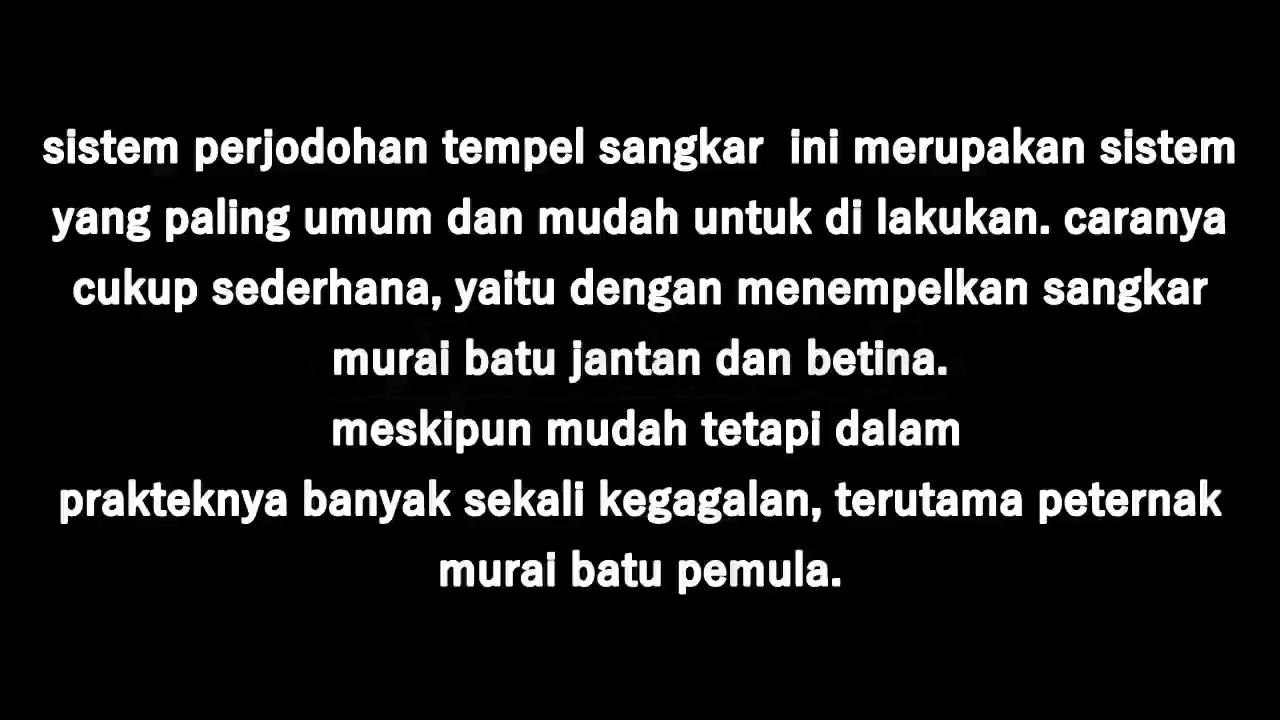 sistem perjodohan tempel sangkar  ini merupakan sistem
yang paling umum dan mudah untuk di lakukan. caranya
cukup sederhana, yaitu dengan menempelkan sangkar
murai batu jantan dan betina.
meskipun mudah tetapi dalam
prakteknya banyak sekali kegagalan, terutama peternak
murai batu pemula.